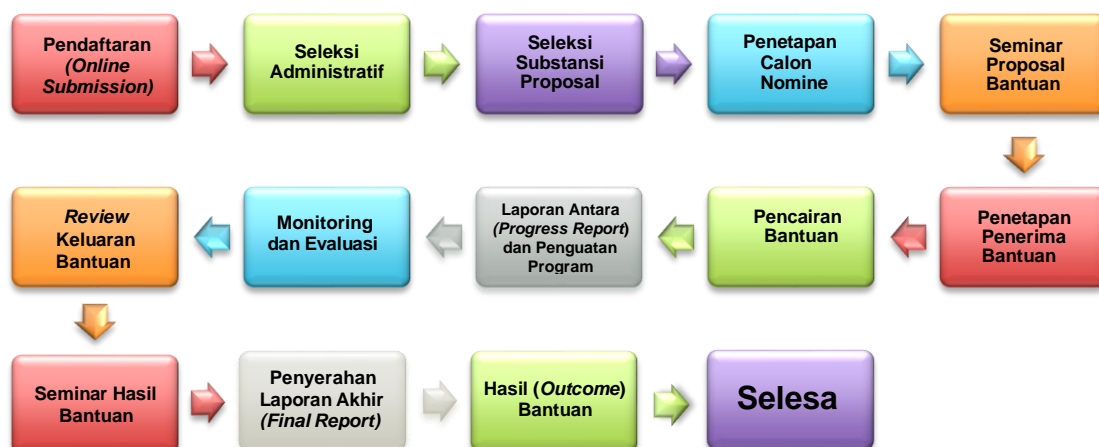 Pendaftaran
(Online
Submission)
Seleksi
Administratif
Seleksi
Substansi
Proposal
Penetapan
Calon
Nomine
Seminar
Proposal
Bantuan
Penetapan
Penerima
Bantuan
Pencairan
Bantuan
Laporan Antara
(Progress Report)
dan Penguatan
Program
Monitoring
dan Evaluasi
Review
Keluaran
Bantuan
Seminar Hasil
Bantuan
Penyerahan
Laporan Akhir
(Final Report)
Hasil (Outcome)
Bantuan
Selesa